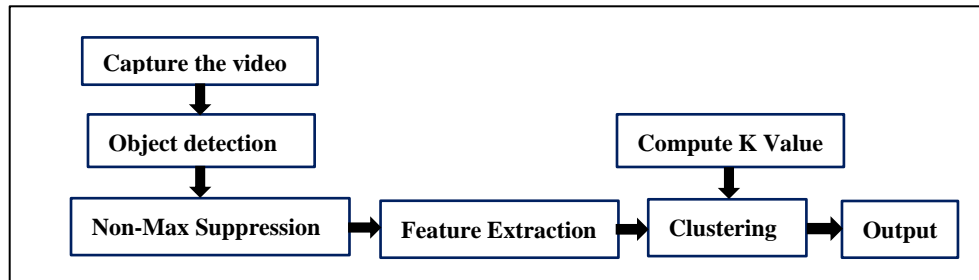 Capture the video
Object detection
Compute K Value
Non-Max Suppression
Feature Extraction
Clustering
Output